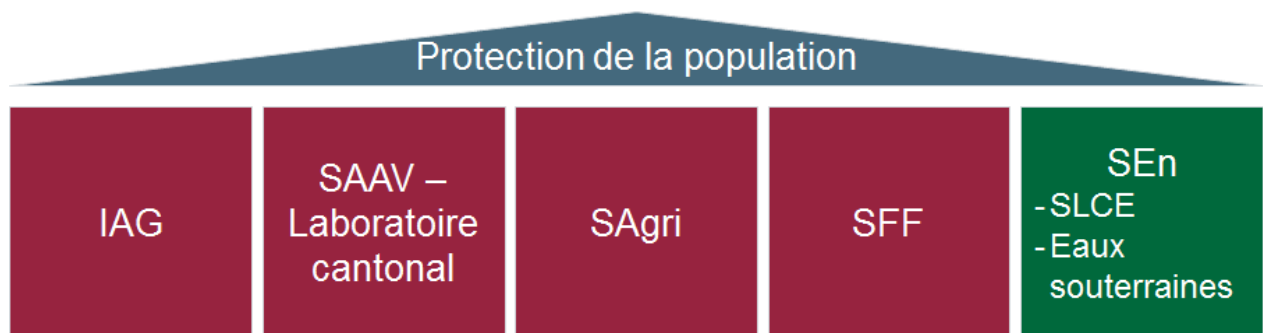 Protection de la population
IAG
SAAV –
Laboratoire
cantonal
SAgri
SFF
SEn
- SLCE
- Eaux
souterraines